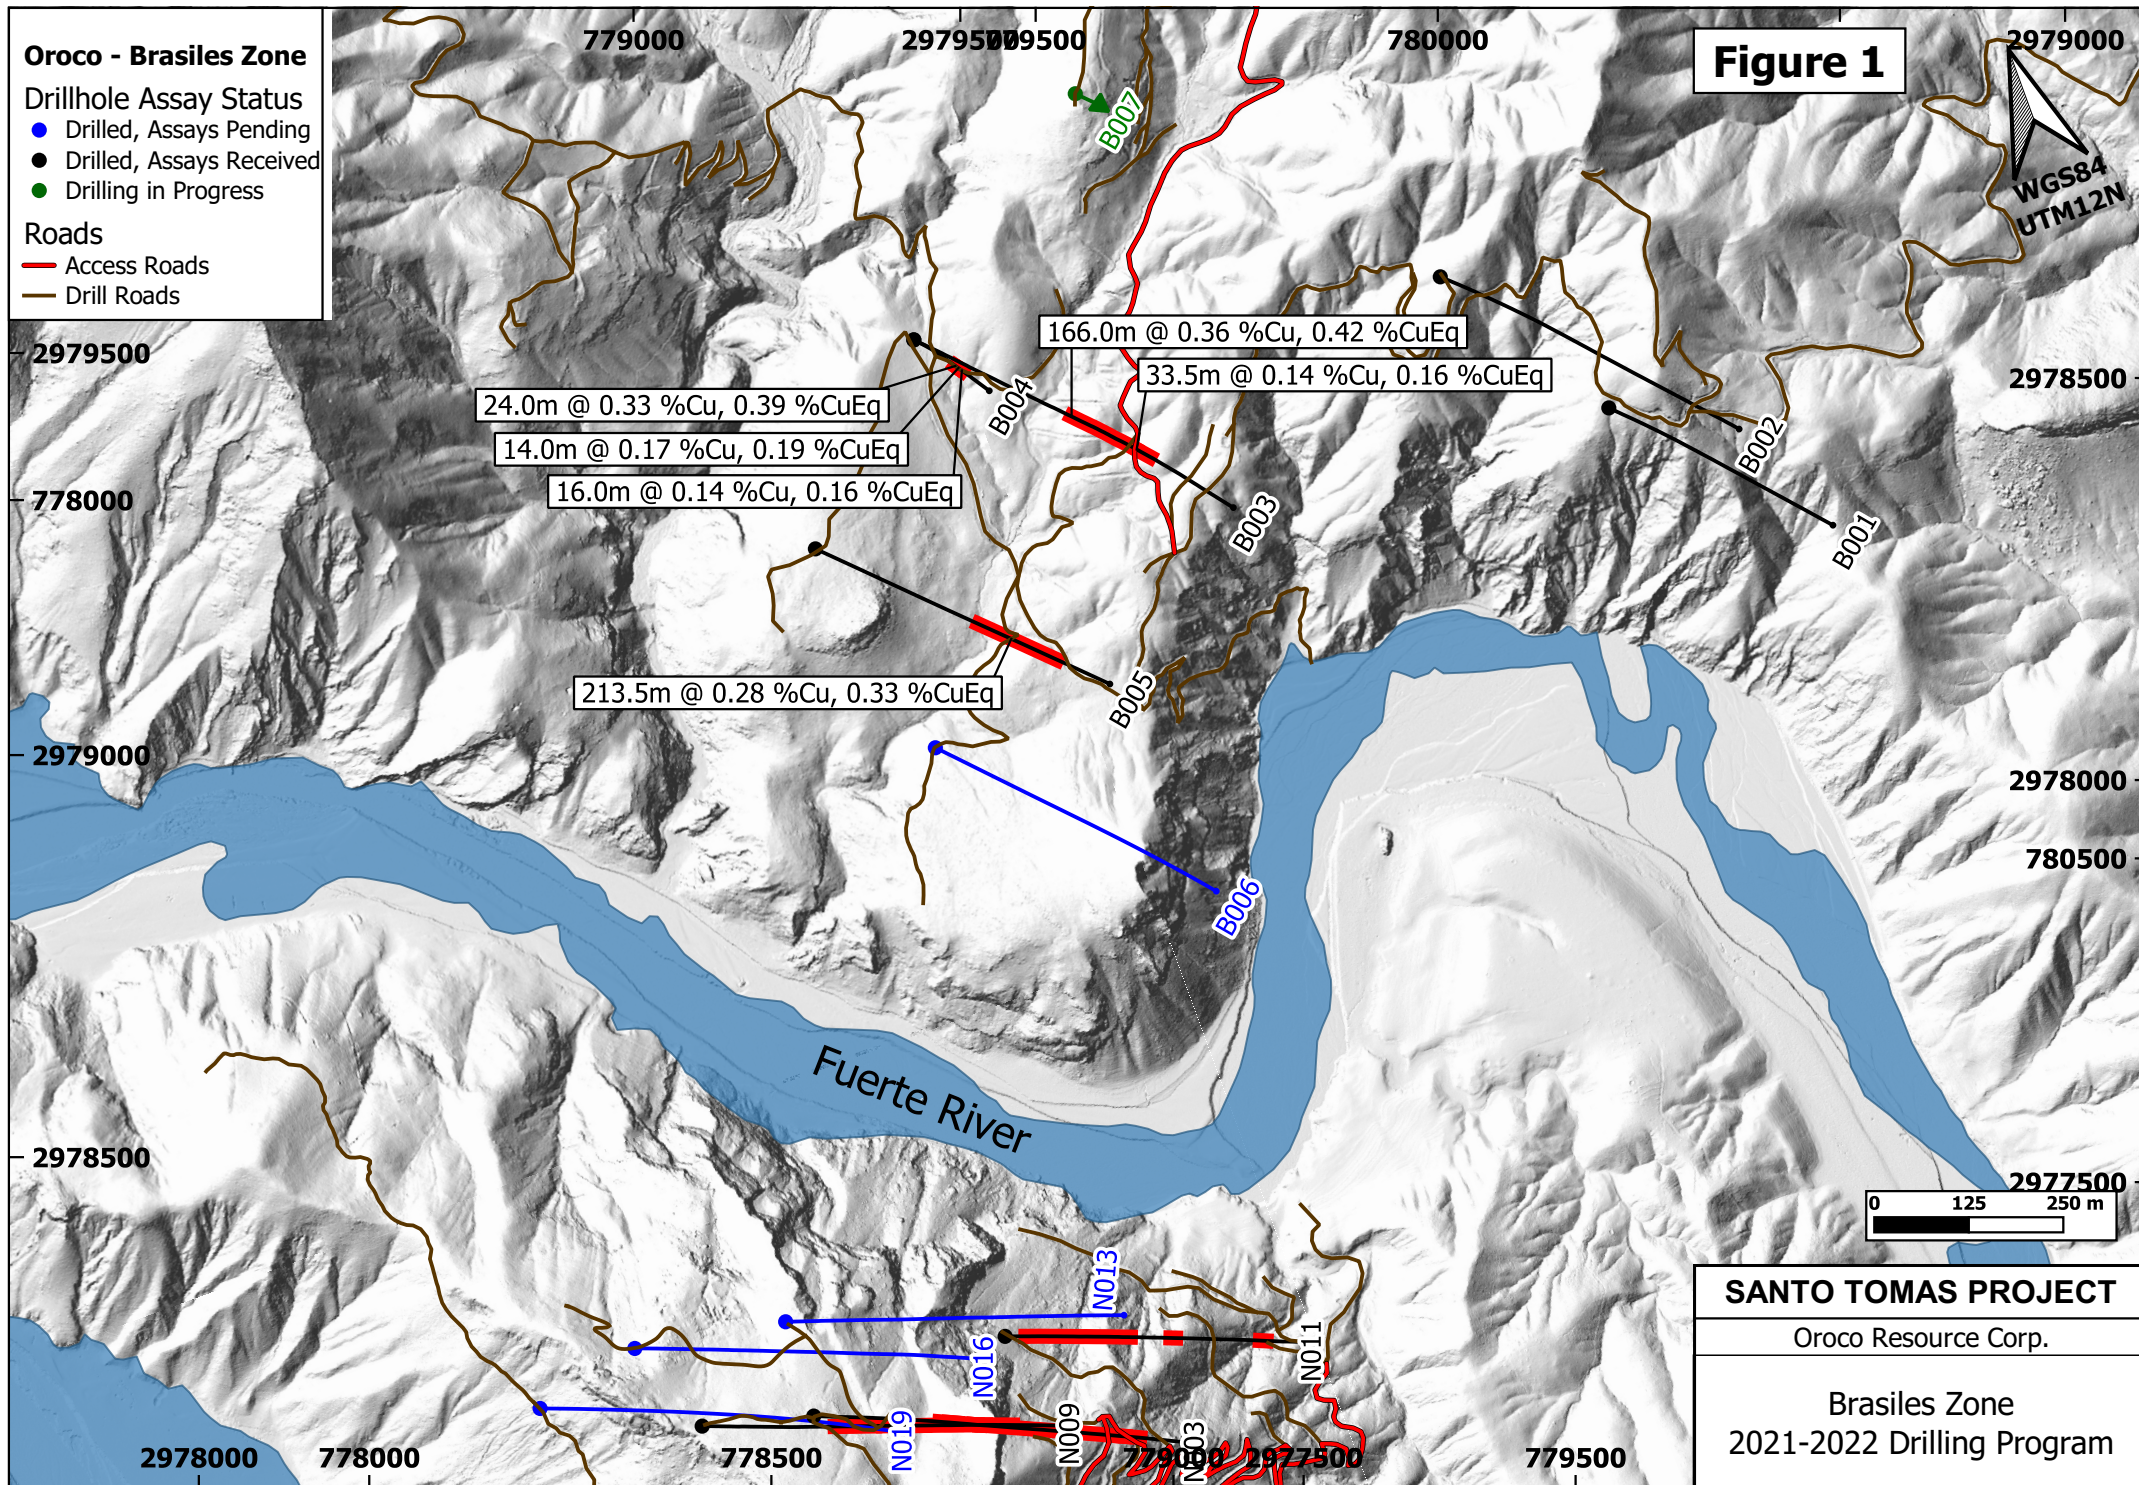 Oroco - Brasiles Zone
Drillhole Assay Status
Drilled, Assays Pending
Drilled, Assays Received
Drilling in Progress
Roads
Access Roads
Drill Roads
779000
2979500
779500
780000
2979000
Figure 1
WGS84
UTM12N
B007
2979500
2978500
166.0m @ 0.36 %Cu, 0.42 %CuEq
33.5m @ 0.14 %Cu, 0.16 %CuEq
24.0m @ 0.33 %Cu, 0.39 %CuEq
14.0m @ 0.17 %Cu, 0.19 %CuEq
16.0m @ 0.14 %Cu, 0.16 %CuEq
B004
B002
B003
B001
778000
213.5m @ 0.28 %Cu, 0.33 %CuEq
B005
2979000
2978000
780500
B006
Fuerte River
2978500
2977500
0 125 250 m
N013
N016
N011
N019
N009
N003
2978000
778000
778500
779000
2977500
779500
SANTO TOMAS PROJECT
Oroco Resource Corp.
Brasiles Zone
2021-2022 Drilling Program